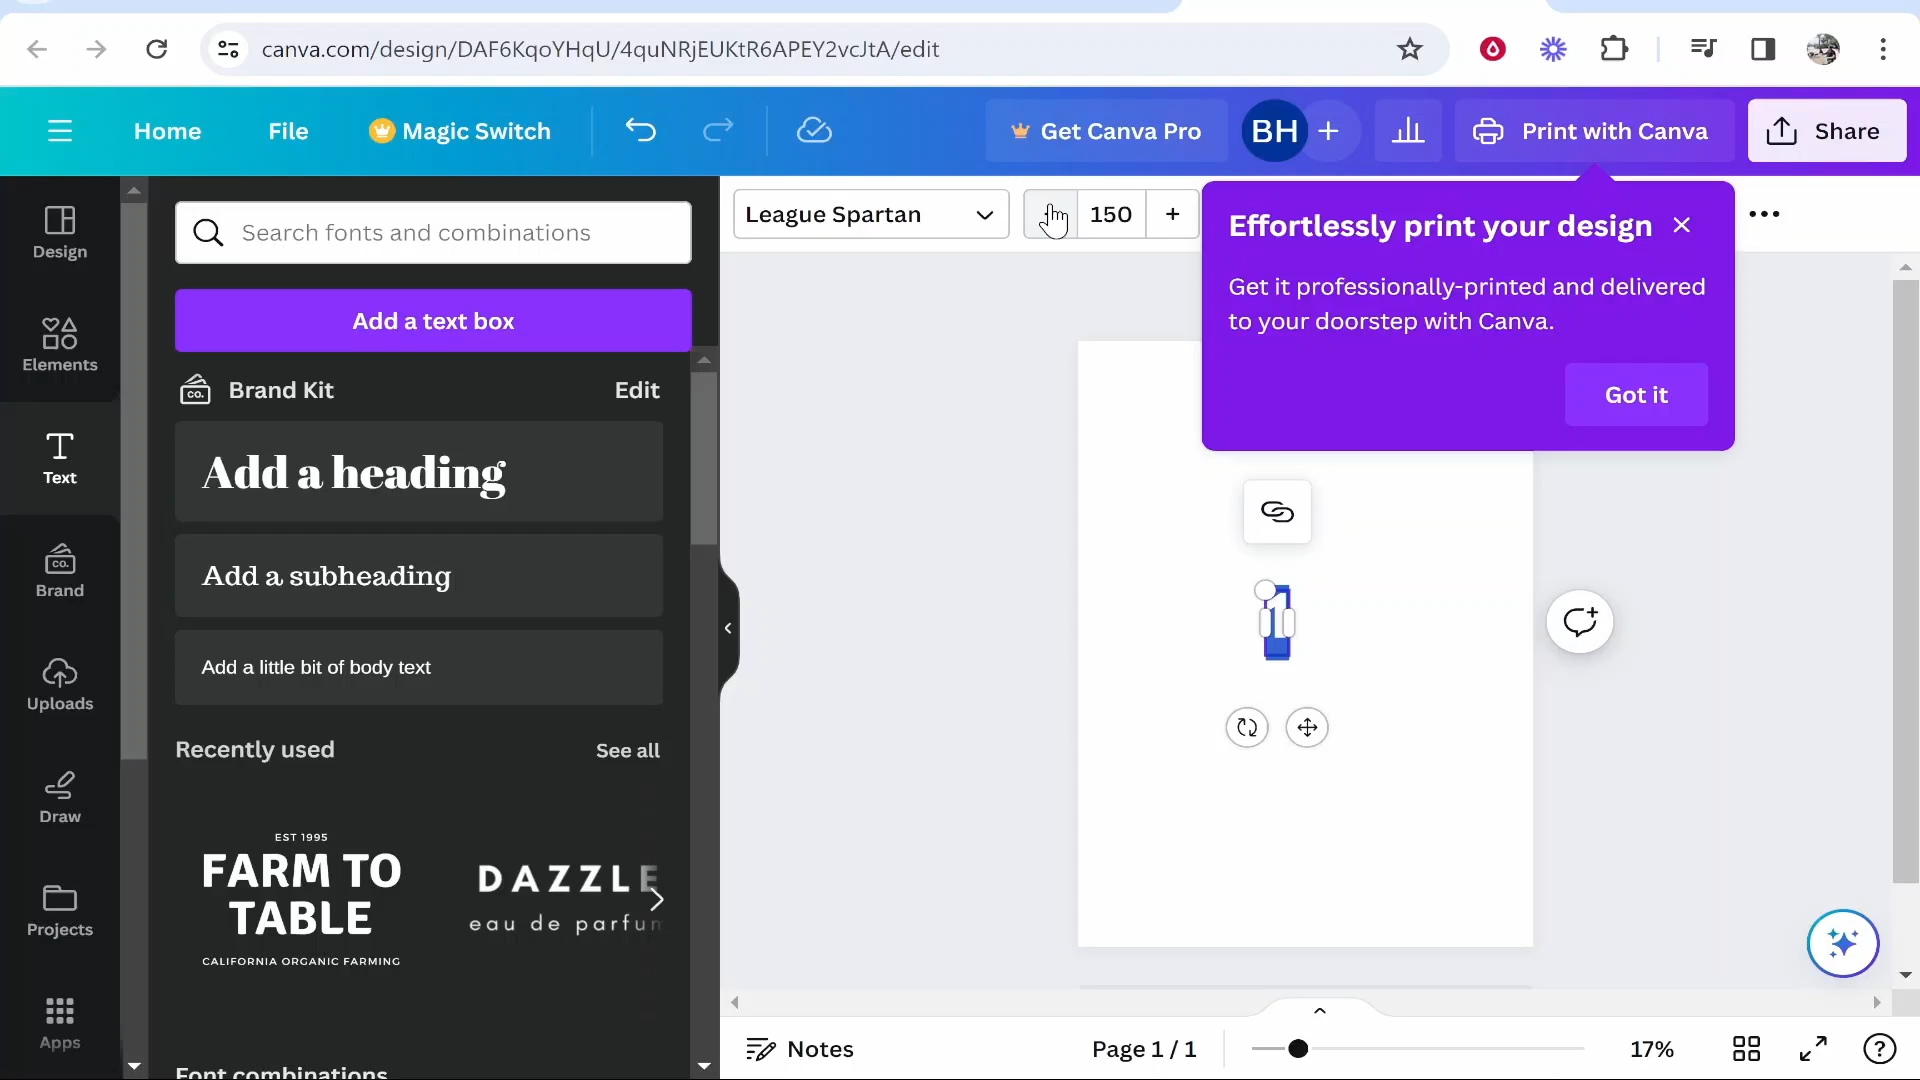 canva.com/design/DAF6KqoYHqU/4quNRjEUKtR6APEY2vcJtA/edit
Home
File
Magic Switch
Get Canva Pro
BH
Print with Canva
Share
Design
Elements
Text
Brand
Uploads
Draw
Projects
Apps
Search fonts and combinations
Add a text box
Brand Kit
Edit
Add a heading
Add a subheading
Add a little bit of body text
Recently used
See all
EST 1995
FARM TO
TABLE
CALIFORNIA ORGANIC FARMING
DAZZLE
eau de parfum
Font combinations
League Spartan
150
+
Effortlessly print your design
Get it professionally-printed and delivered
to your doorstep with Canva.
Got it
1
Notes
Page 1 / 1
17%